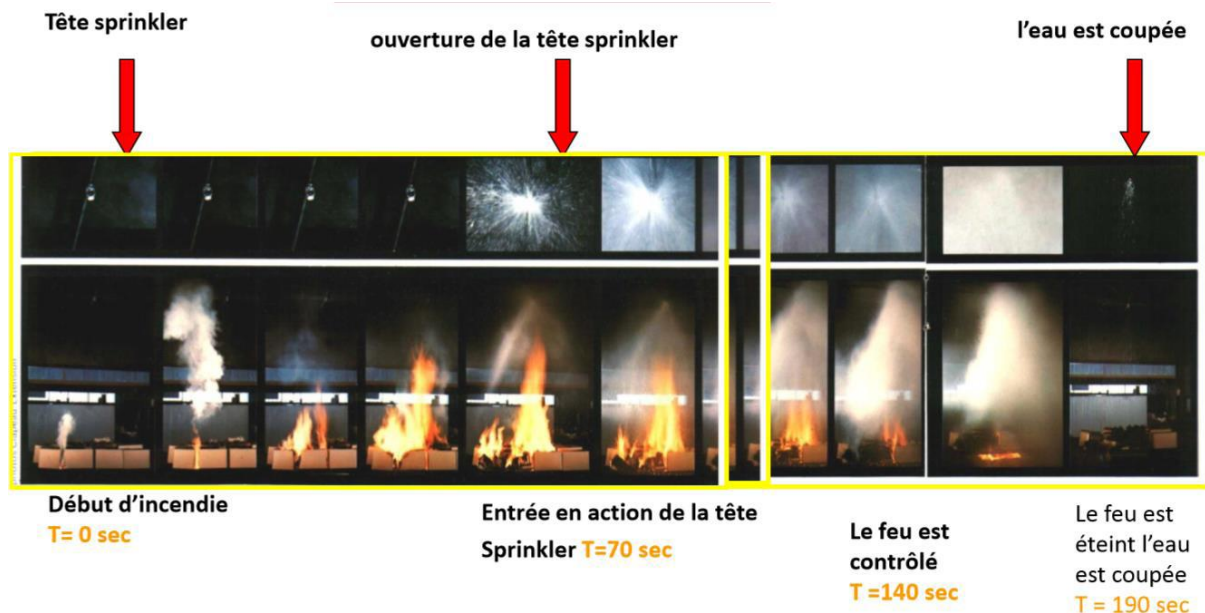 Tête sprinkler
ouverture de la tête sprinkler
l'eau est coupée
Début d'incendie
T= 0 sec
Entrée en action de la tête
Sprinkler T=70 sec
Le feu est
contrôlé
T =140 sec
Le feu est
éteint l'eau
est coupée
T = 190 sec